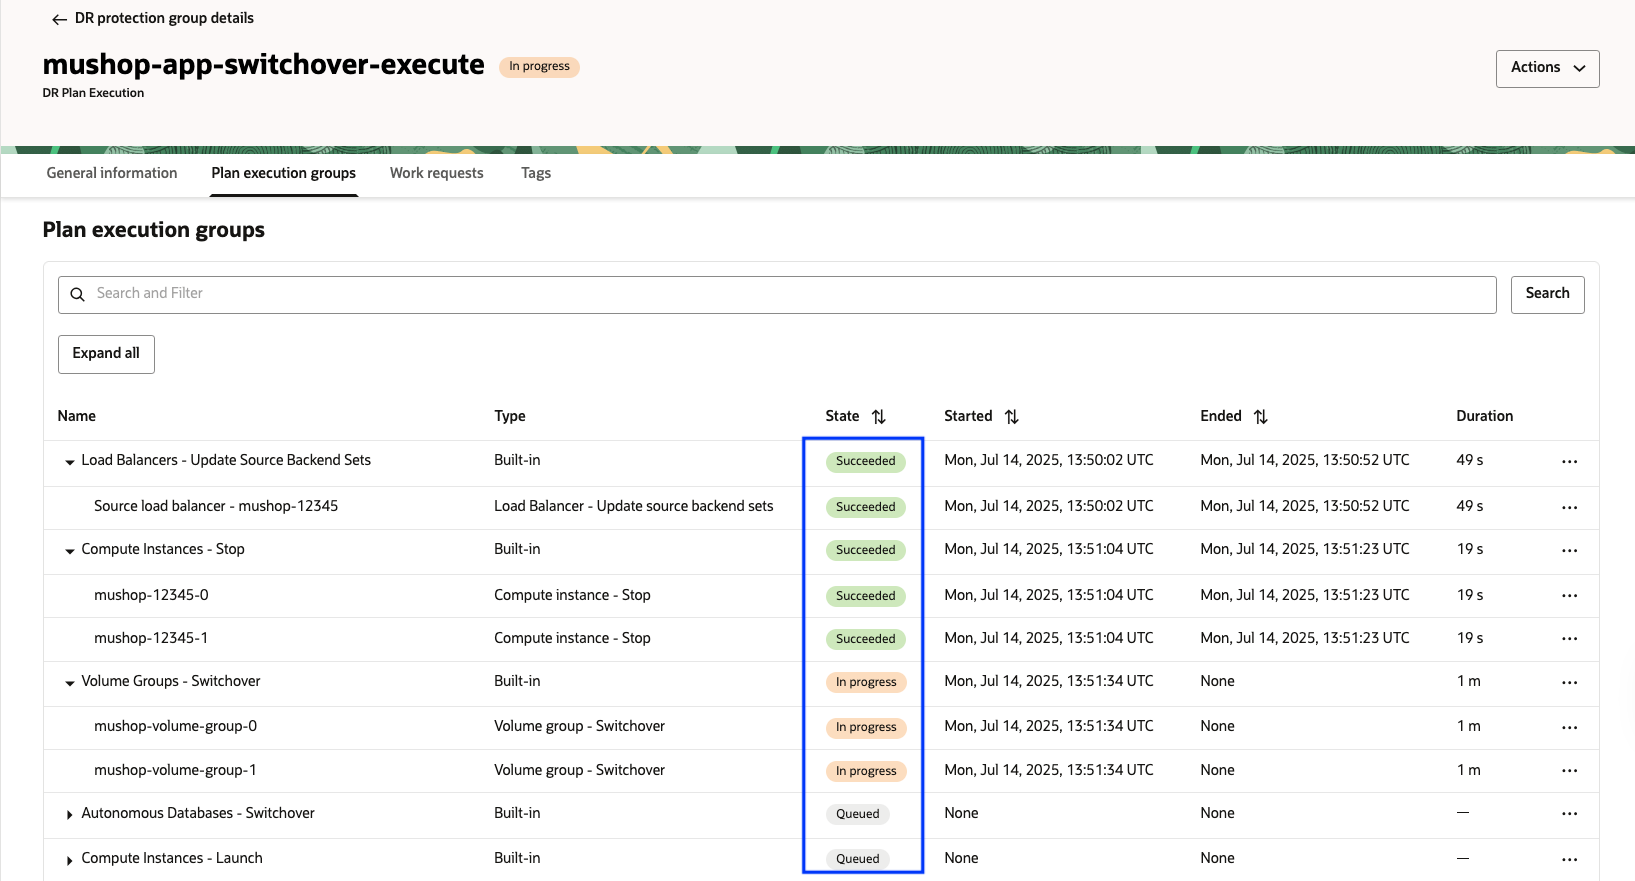 DR protection group details
mushop-app-switchover-execute In progress
DR Plan Execution
Actions
General information Plan execution groups Work requests Tags
Plan execution groups
Search and Filter Search
Expand all
Name Type State Started Ended Duration
Load Balancers - Update Source Backend Sets Built-in Succeeded Mon, Jul 14, 2025, 13:50:02 UTC Mon, Jul 14, 2025, 13:50:52 UTC 49 s
Source load balancer - mushop-12345 Load Balancer - Update source backend sets Succeeded Mon, Jul 14, 2025, 13:50:02 UTC Mon, Jul 14, 2025, 13:50:52 UTC 49 s
Compute Instances - Stop Built-in Succeeded Mon, Jul 14, 2025, 13:51:04 UTC Mon, Jul 14, 2025, 13:51:23 UTC 19 s
mushop-12345-0 Compute instance - Stop Succeeded Mon, Jul 14, 2025, 13:51:04 UTC Mon, Jul 14, 2025, 13:51:23 UTC 19 s
mushop-12345-1 Compute instance - Stop Succeeded Mon, Jul 14, 2025, 13:51:04 UTC Mon, Jul 14, 2025, 13:51:23 UTC 19 s
Volume Groups - Switchover Built-in In progress Mon, Jul 14, 2025, 13:51:34 UTC None 1 m
mushop-volume-group-0 Volume group - Switchover In progress Mon, Jul 14, 2025, 13:51:34 UTC None 1 m
mushop-volume-group-1 Volume group - Switchover In progress Mon, Jul 14, 2025, 13:51:34 UTC None 1 m
Autonomous Databases - Switchover Built-in Queued None None —
Compute Instances - Launch Built-in Queued None None —